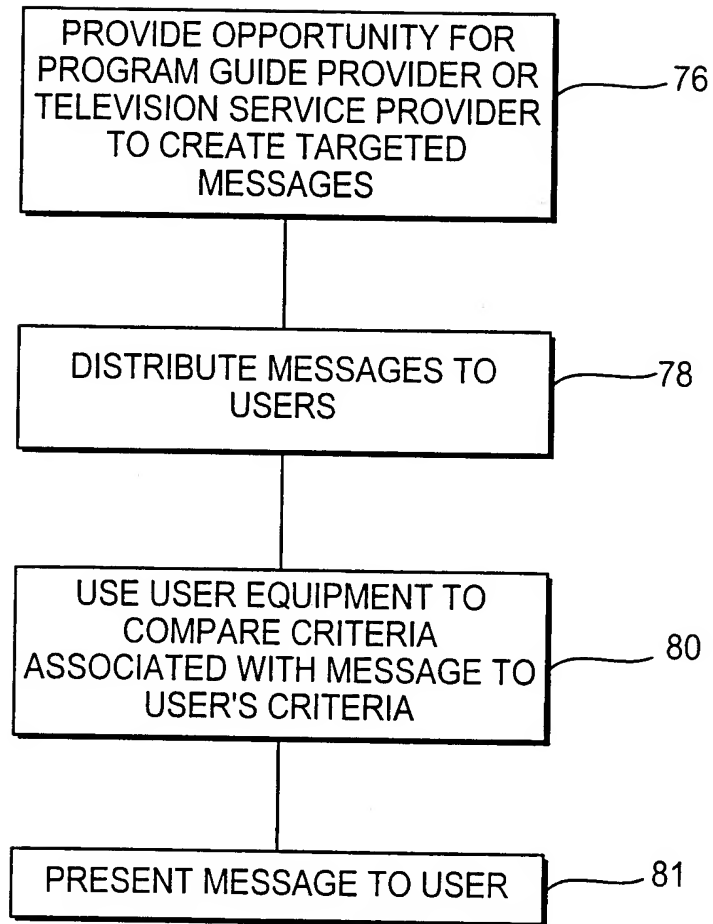 PROVIDE OPPORTUNITY FOR
PROGRAM GUIDE PROVIDER OR
TELEVISION SERVICE PROVIDER
TO CREATE TARGETED
MESSAGES
76
DISTRIBUTE MESSAGES TO
USERS
78
USE USER EQUIPMENT TO
COMPARE CRITERIA
ASSOCIATED WITH MESSAGE TO
USER'S CRITERIA
80
PRESENT MESSAGE TO USER
81